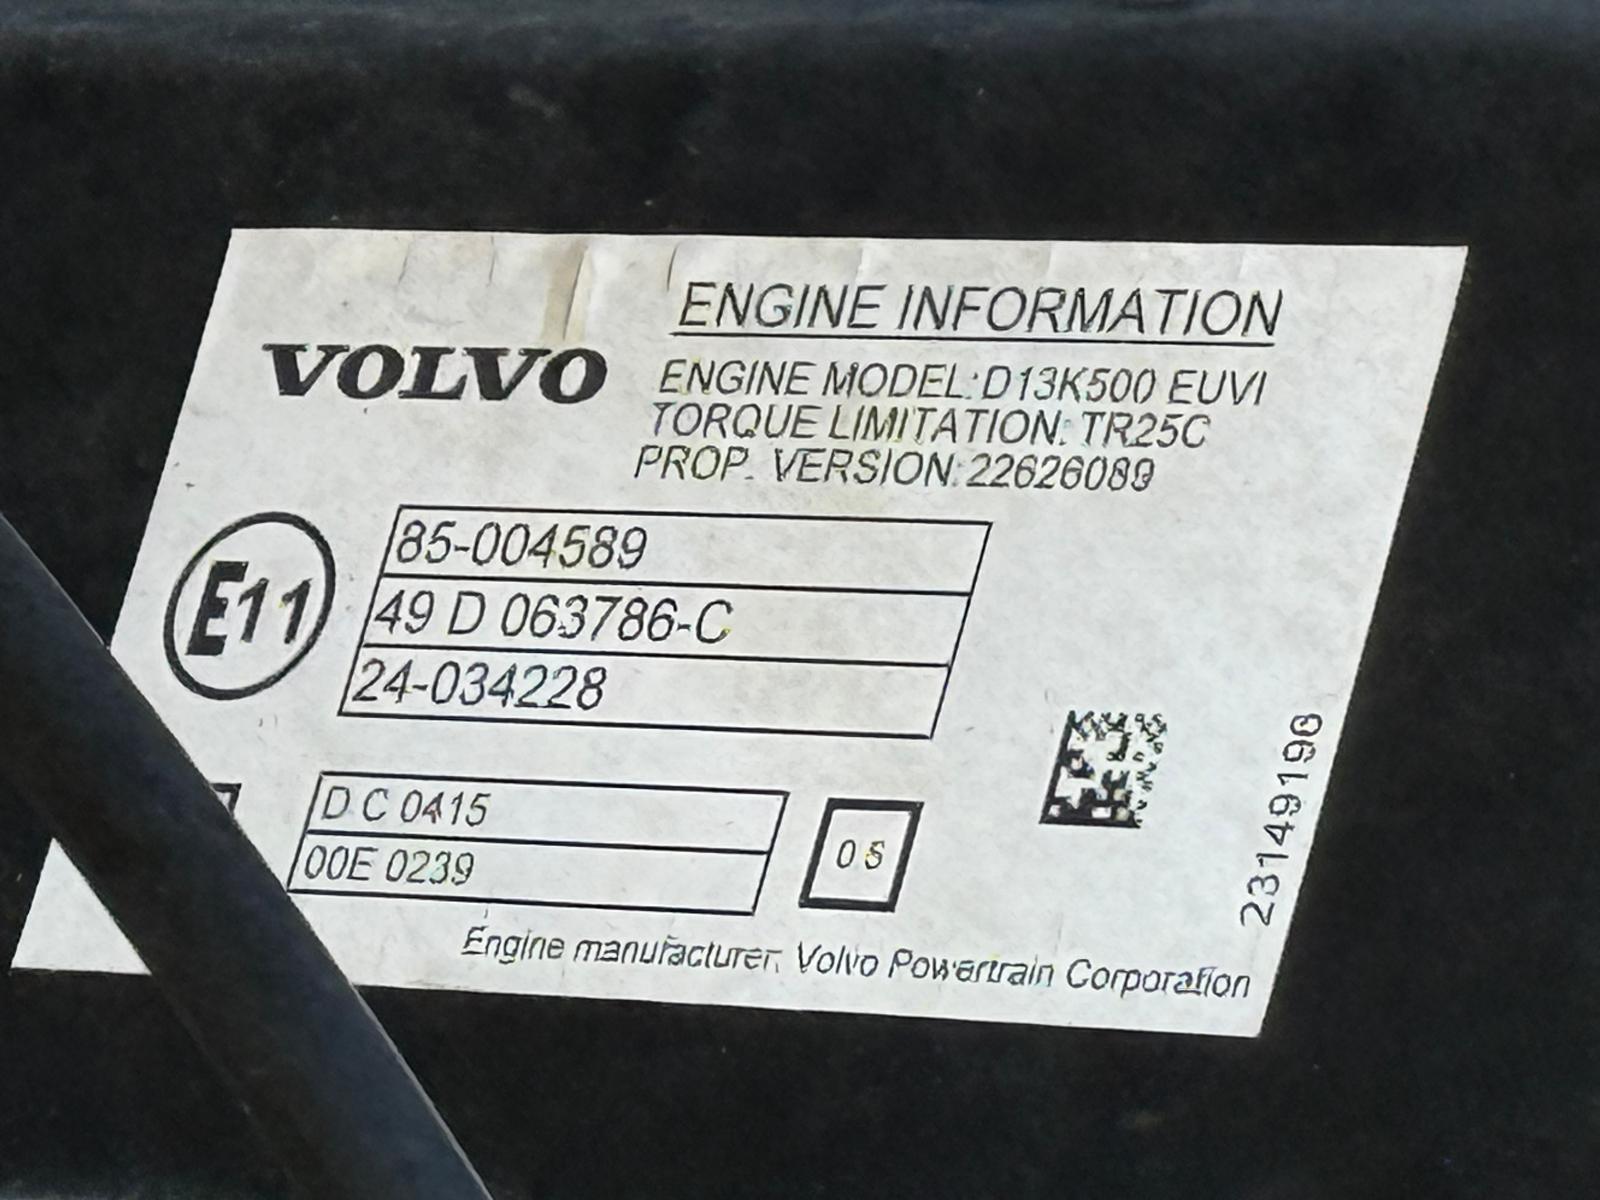 VOLVO
ENGINE INFORMATION
ENGINE MODEL: D13K500 EUVI
TORQUE LIMITATION: TR25C
PROP. VERSION: 22626089
E11
85-004589
49 D 063786-C
24-034228
D C 0415
00E 0239
23149198
Engine manufacturer: Volvo Powertrain Corporation